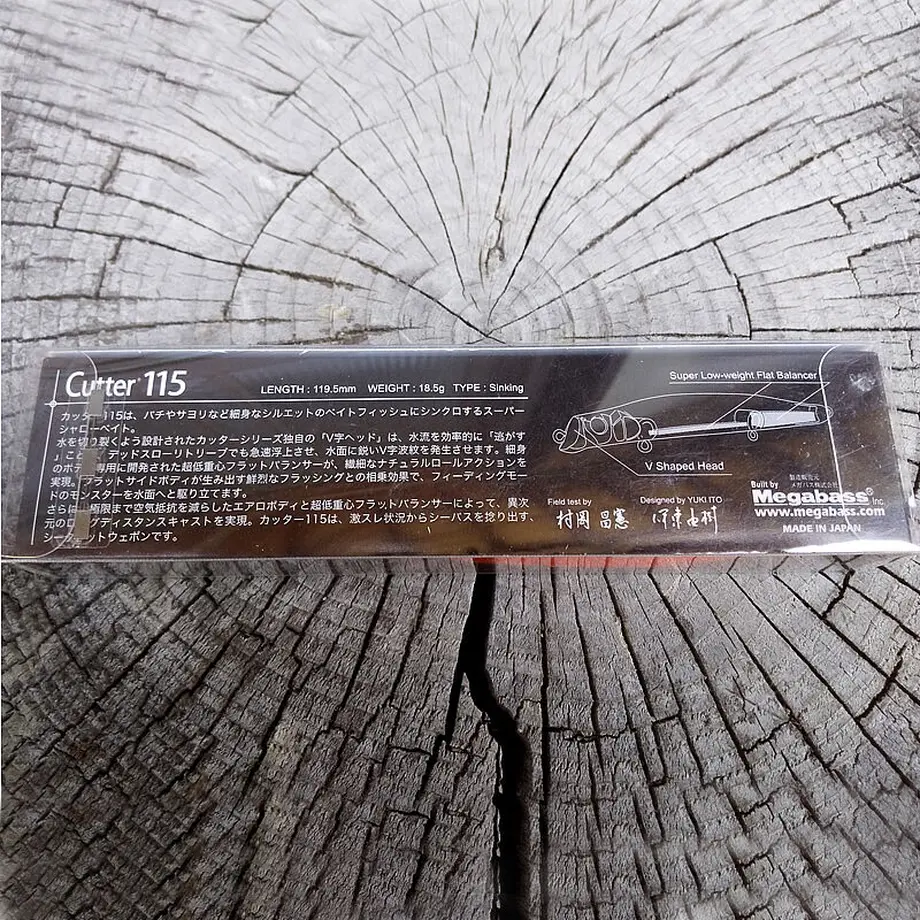 Cutter 115
LENGTH : 119.5mm WEIGHT : 18.5g TYPE : Sinking
カッター115は、バチやサヨリなど細身なシルエットのベイトフィッシュにシンクロするスーパー
シャローベイト。
水を切り裂くよう設計されたカッターシリーズ独自の「V字ヘッド」は、水流を効率的に「逃がす
」こと デッドスローリトリーブでも急速浮上させ、水面に鋭いV字波紋を発生させます。細身
のボディ専用に開発された超低重心フラットバランサーが、繊細なナチュラルロールアクションを
実現。フラットサイドボディが生み出す鮮烈なフラッシングとの相乗効果で、フィーディングモー
ドのモンスターを水面へと駆り立てます。
さらに 極限まで空気抵抗を減らしたエアロボディと超低重心フラットバランサーによって、異次
元のロングディスタンスキャストを実現。カッター115は、激スレ状況からシーバスを捻り出す、
シークレットウェポンです。
Super Low-weight Flat Balancer
V Shaped Head
Field test by
村岡 昌憲
Designed by YUKI ITO
伊東由樹
Built by
製造販売元
メガバス株式会社
Megabass inc
www.megabass.com
MADE IN JAPAN